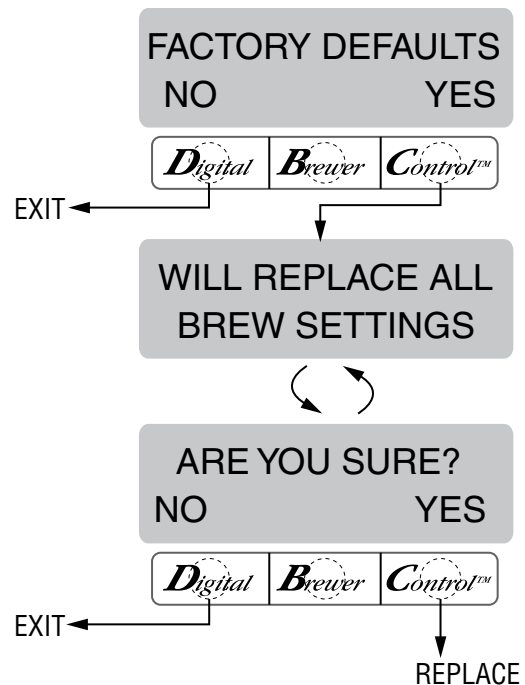 FACTORY DEFAULTS
NO YES
Digital Brewer Control™
EXIT
WILL REPLACE ALL
BREW SETTINGS
ARE YOU SURE?
NO YES
Digital Brewer Control™
EXIT
REPLACE